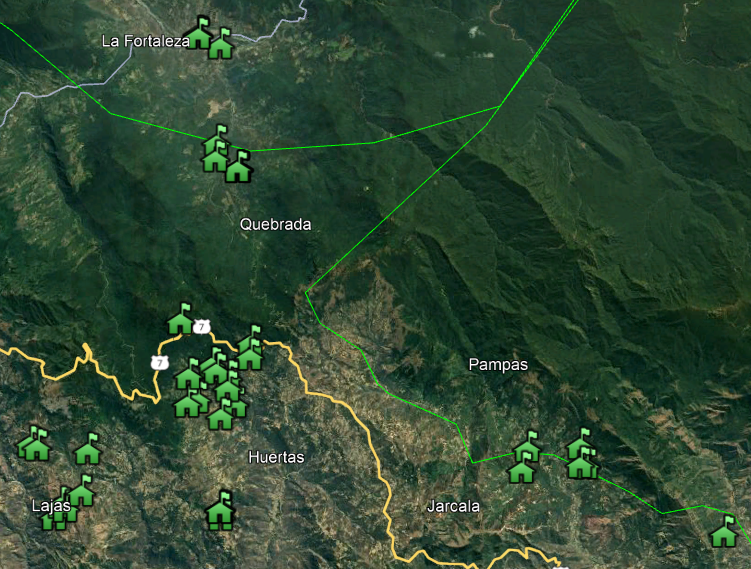 La Fortaleza
Quebrada
7
7
Pampas
Huertas
Lajas
Jarcala